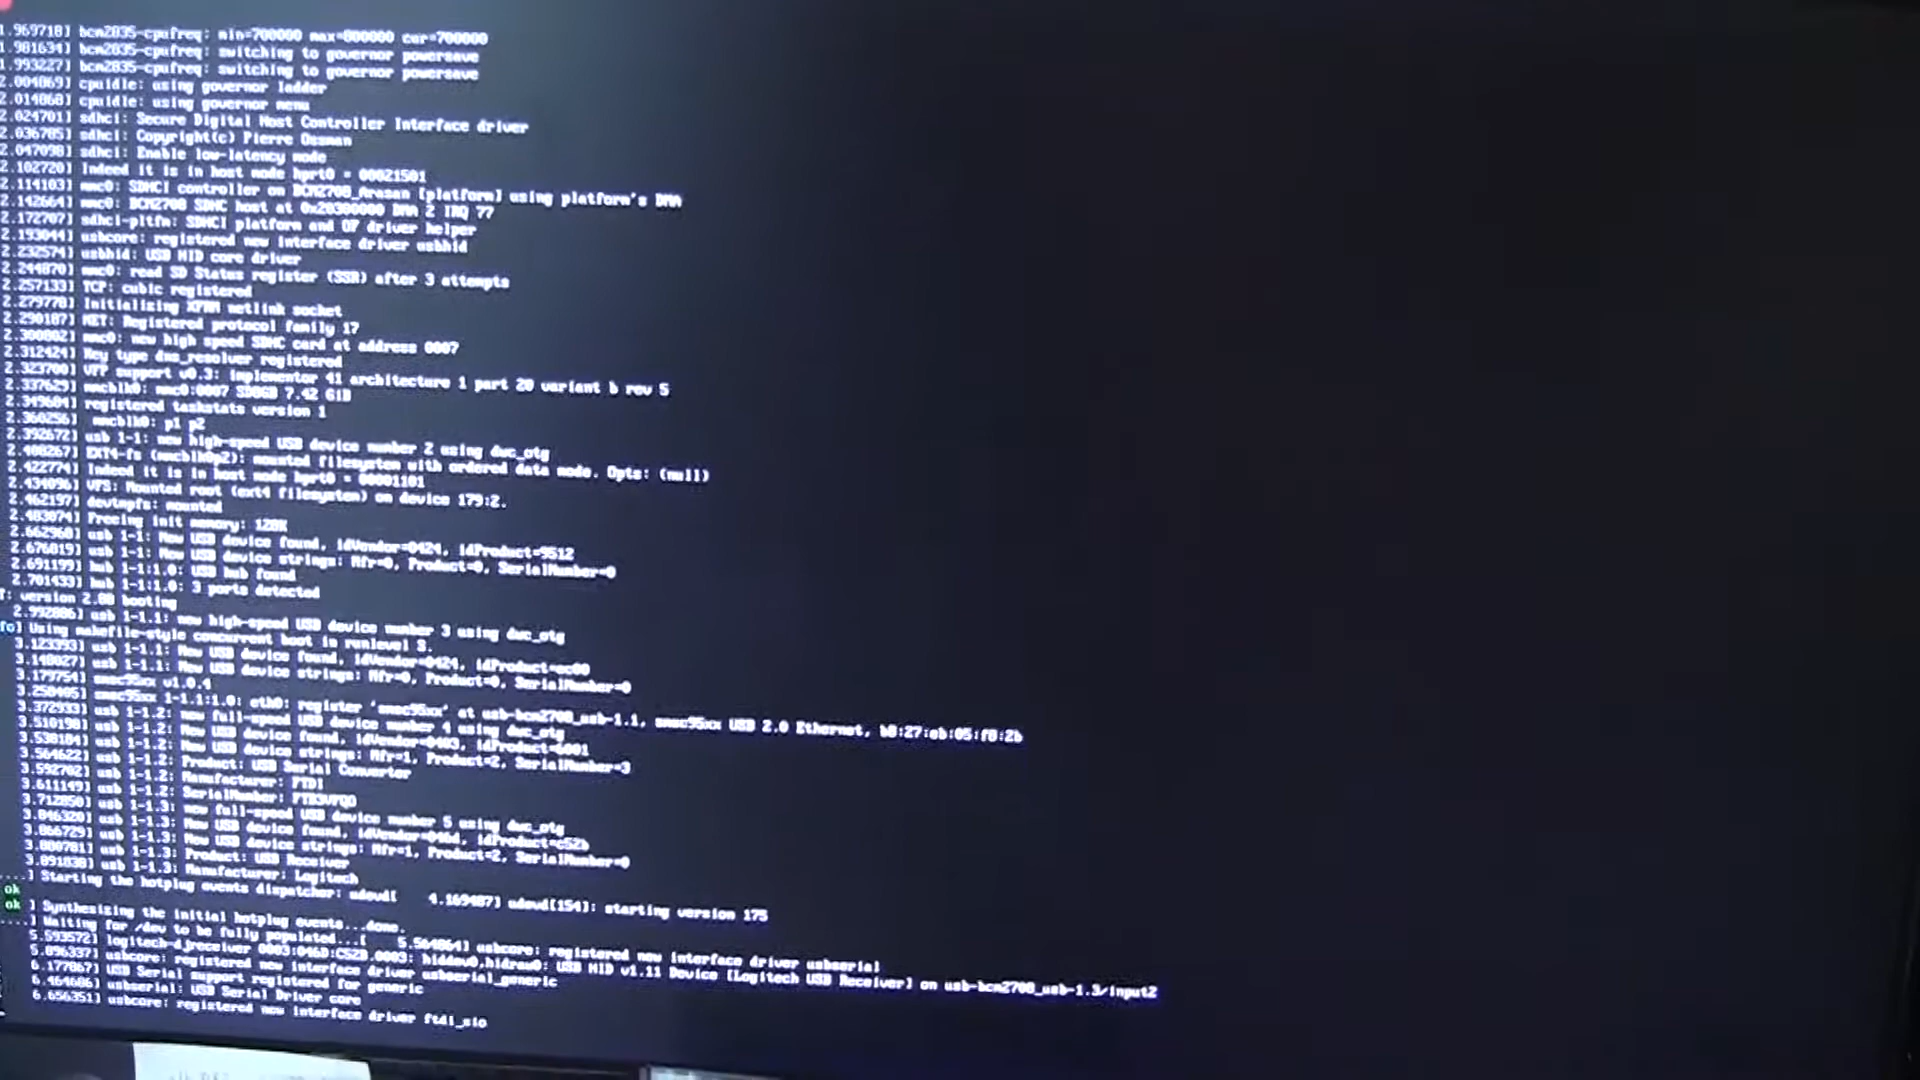 1.969718] bcm2835-cpufreq: min=700000 max=800000 cur=700000
1.981634] bcm2835-cpufreq: switching to governor powersave
1.993227] bcm2835-cpufreq: switching to governor powersave
2.004069] cpuidle: using governor ladder
2.014060] cpuidle: using governor menu
2.024701] sdhci: Secure Digital Host Controller Interface driver
2.036705] sdhci: Copyright(c) Pierre Ossman
2.047090] sdhci: Enable low-latency mode
2.102720] Indeed it is in host mode hprt0 = 00021501
2.114103] mmc0: SDHCI controller on BCM2708_Arasan [platform] using platform's DMA
2.142664] mmc0: BCM2708 SDHC host at 0x20300000 DMA 2 IRQ 77
2.172707] sdhci-pltfm: SDHCI platform and OF driver helper
2.193044] usbcore: registered new interface driver usbhid
2.232574] usbhid: USB HID core driver
2.244870] mmc0: read SD Status register (SSR) after 3 attempts
2.257133] TCP: cubic registered
2.279778] Initializing XFRM netlink socket
2.290187] NET: Registered protocol family 17
2.300802] mmc0: new high speed SDHC card at address 0007
2.312424] Key type dns_resolver registered
2.323700] VFP support v0.3: implementor 41 architecture 1 part 20 variant b rev 5
2.337629] mmcblk0: mmc0:0007 SD8GB 7.42 GiB
2.349604] registered taskstats version 1
2.360256] mmcblk0: p1 p2
2.392672] usb 1-1: new high-speed USB device number 2 using dwc_otg
2.408267] EXT4-fs (mmcblk0p2): mounted filesystem with ordered data mode. Opts: (null)
2.422774] Indeed it is in host mode hprt0 = 00001101
2.434096] VFS: Mounted root (ext4 filesystem) on device 179:2.
2.462197] devtmpfs: mounted
2.483074] Freeing init memory: 128K
2.662960] usb 1-1: New USB device found, idVendor=0424, idProduct=9512
2.676819] usb 1-1: New USB device strings: Mfr=0, Product=0, SerialNumber=0
2.691199] hub 1-1:1.0: USB hub found
2.701433] hub 1-1:1.0: 3 ports detected
T: version 2.88 booting
2.992886] usb 1-1.1: new high-speed USB device number 3 using dwc_otg
fo] Using makefile-style concurrent boot in runlevel S.
3.123393] usb 1-1.1: New USB device found, idVendor=0424, idProduct=ec00
3.148027] usb 1-1.1: New USB device strings: Mfr=0, Product=0, SerialNumber=0
3.179754] smsc95xx v1.0.4
3.250405] smsc95xx 1-1.1:1.0: eth0: register 'smsc95xx' at usb-bcm2708_usb-1.1, smsc95xx USB 2.0 Ethernet, b8:27:eb:05:f8:2b
3.372933] usb 1-1.2: new full-speed USB device number 4 using dwc_otg
3.510198] usb 1-1.2: New USB device found, idVendor=0403, idProduct=6001
3.538184] usb 1-1.2: New USB device strings: Mfr=1, Product=2, SerialNumber=3
3.564622] usb 1-1.2: Product: USB Serial Converter
3.592702] usb 1-1.2: Manufacturer: FTDI
3.611149] usb 1-1.2: SerialNumber:
3.712850] usb 1-1.3: new full-speed USB device number 5 using dwc_otg
3.846320] usb 1-1.3: New USB device found, idVendor=046d, idProduct=c52b
3.866729] usb 1-1.3: New USB device strings: Mfr=1, Product=2, SerialNumber=0
3.880781] usb 1-1.3: Product: USB Receiver
3.891838] usb 1-1.3: Manufacturer: Logitech
....] Starting the hotplug events dispatcher: udevd[ 4.169487] udevd[154]: starting version 175
ok
ok ] Synthesizing the initial hotplug events...done.
....] Waiting for /dev to be fully populated...[ 5.564864] usbcore: registered new interface driver usbserial
5.593572] logitech-djreceiver 0003:046D:C52B.0003: hiddev0,hidraw0: USB HID v1.11 Device [Logitech USB Receiver] on usb-bcm2708_usb-1.3/input2
5.896337] usbcore: registered new interface driver usbserial_generic
6.177867] USB Serial support registered for generic
6.464686] usbserial: USB Serial Driver core
6.656351] usbcore: registered new interface driver ftdi_sio